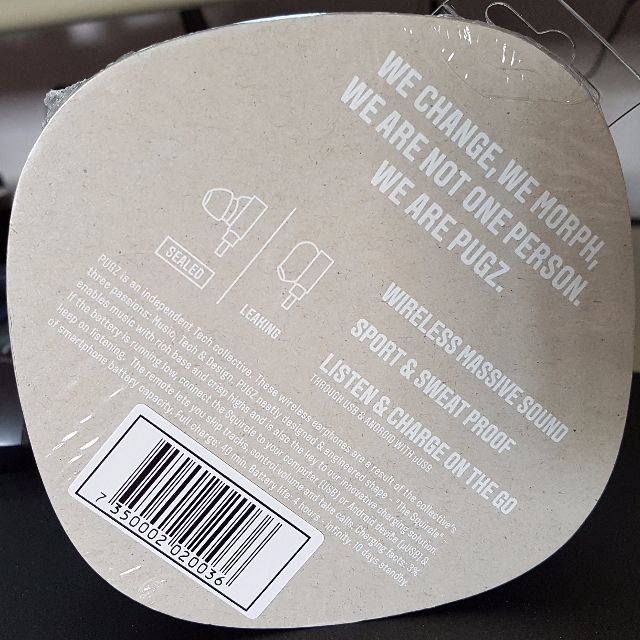 WE CHANGE, WE MORPH,
WE ARE NOT ONE PERSON.
WE ARE PUGZ.
SEALED
LEAKING
WIRELESS MASSIVE SOUND
SPORT & SWEAT PROOF
LISTEN & CHARGE ON THE GO
THROUGH USB & ANDROID WITH μUSB
PUGZ is an independent Tech collective. These wireless earphones are a result of the collective's
three passions: Music, Tech & Design. PUGZ neatly designed & engineered shape - The Squircle®
enables music with rich bass and crisp highs and is also the key to our innovative charging solution.
If the battery is running low, connect the Squircle to your computer (USB) or Android device (μUSB) &
keep on listening. The remote lets you skip tracks, control volume and take calls. Charging facts: 3%
of smartphone battery capacity. Full charge: 40 min. Battery life: 4 hours - infinity. 10 days standby.
7 350002 020036